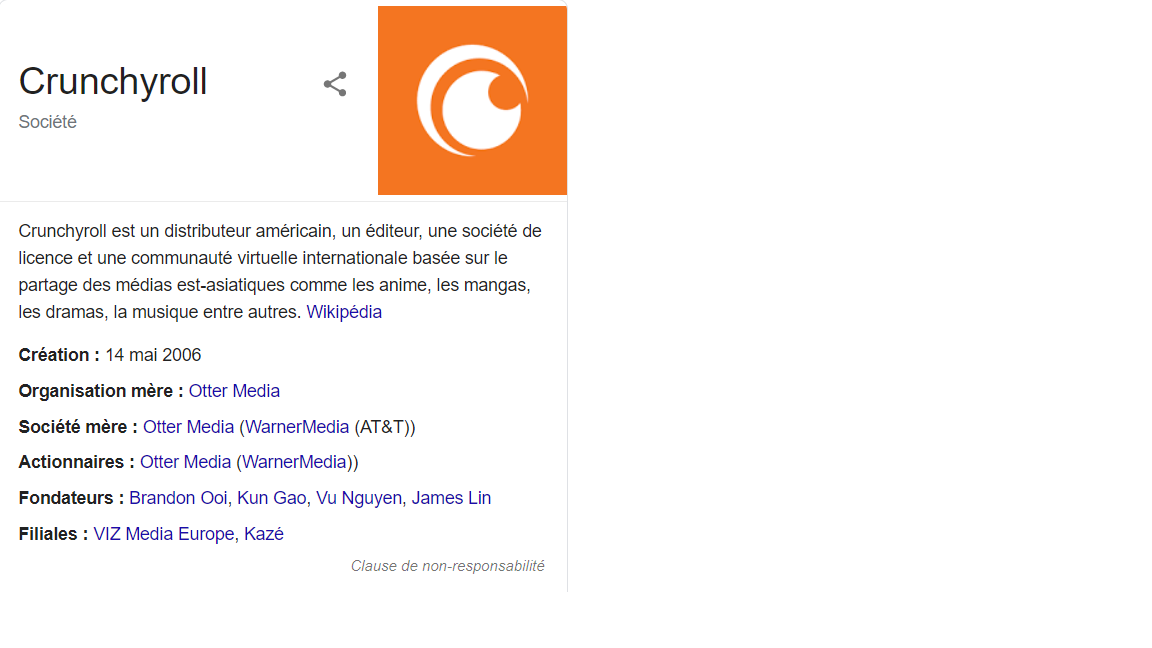 Crunchyroll
Société
Crunchyroll est un distributeur américain, un éditeur, une société de
licence et une communauté virtuelle internationale basée sur le
partage des médias est-asiatiques comme les anime, les mangas,
les dramas, la musique entre autres. Wikipédia
Création : 14 mai 2006
Organisation mère : Otter Media
Société mère : Otter Media (WarnerMedia (AT&T))
Actionnaires : Otter Media (WarnerMedia))
Fondateurs : Brandon Ooi, Kun Gao, Vu Nguyen, James Lin
Filiales : VIZ Media Europe, Kazé
Clause de non-responsabilité